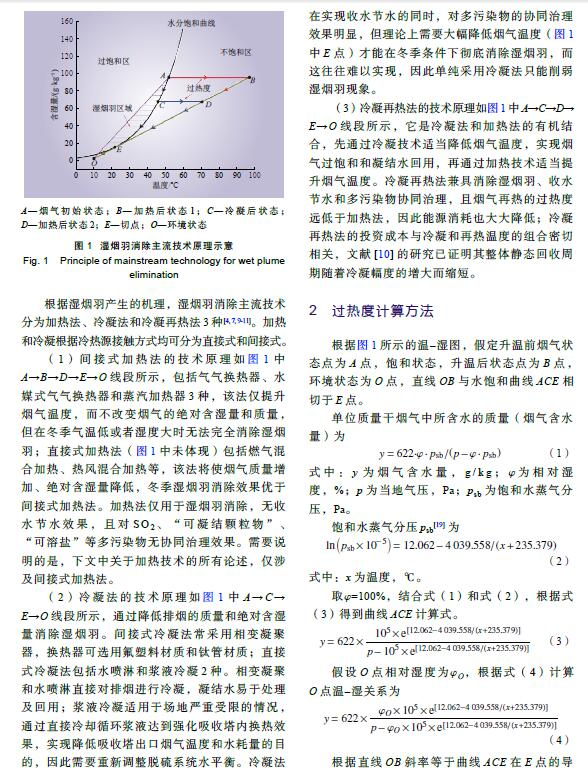 160
140
120
100
80
60
40
20
0
含湿量/(g·kg⁻¹)
水分饱和曲线
过饱和区
不饱和区
A
B
过热度
湿烟羽区域
C
D
E
O
0 10 20 30 40 50 60 70 80 90 100
温度/℃
A—烟气初始状态；B—加热后状态1；C—冷凝后状态；
D—加热后状态2；E—切点；O—环境状态
图 1 湿烟羽消除主流技术原理示意
Fig. 1 Principle of mainstream technology for wet plume
elimination
根据湿烟羽产生的机理，湿烟羽消除主流技术
分为加热法、冷凝法和冷凝再热法 3 种[4,7,9-11]。加热
和冷凝根据冷热源接触方式均可分为直接式和间接式。
（1）间接式加热法的技术原理如图 1 中
A→B→D→E→O 线段所示，包括气气换热器、水
媒式气气换热器和蒸汽加热器 3 种，该法仅提升
烟气温度，而不改变烟气的绝对含湿量和质量，
但在冬季气温低或者湿度大时无法完全消除湿烟
羽；直接式加热法（图 1 中未体现）包括燃气混
合加热、热风混合加热等，该法将使烟气质量增
加、绝对含湿量降低，冬季湿烟羽消除效果优于
间接式加热法。加热法仅用于湿烟羽消除，无收
水节水效果，且对 SO₂、“可凝结颗粒物”、
“可溶盐”等多污染物无协同治理效果。需要说
明的是，下文中关于加热技术的所有论述，仅涉
及间接式加热法。
（2）冷凝法的技术原理如图 1 中 A→C→
E→O 线段所示，通过降低排烟的质量和绝对含湿
量消除湿烟羽。间接式冷凝法常采用相变凝聚
器，换热器可选用氟塑料材质和钛管材质；直接
式冷凝法包括水喷淋和浆液冷凝 2 种。相变凝聚
和水喷淋直接对排烟进行冷凝，凝结水易于处理
及回用；浆液冷凝适用于场地严重受限的情况，
通过直接冷却循环浆液达到强化吸收塔内换热效
果，实现降低吸收塔出口烟气温度和水耗量的目
的，因此需要重新调整脱硫系统水平衡。冷凝法
在实现收水节水的同时，对多污染物的协同治理
效果明显，但理论上需要大幅降低烟气温度（图 1
中 E 点）才能在冬季条件下彻底消除湿烟羽，而
这往往难以实现，因此单纯采用冷凝法只能削弱
湿烟羽现象。
（3）冷凝再热法的技术原理如图 1 中 A→C→D→
E→O 线段所示，它是冷凝法和加热法的有机结
合，先通过冷凝技术适当降低烟气温度，实现烟
气过饱和和凝结水回用，再通过加热技术适当提
升烟气温度。冷凝再热法兼具消除湿烟羽、收水
节水和多污染物协同治理，且烟气再热的过热度
远低于加热法，因此能源消耗也大大降低；冷凝
再热法的投资成本与冷凝和再热温度的组合密切
相关，文献 [10] 的研究已证明其整体静态回收周
期随着冷凝幅度的增大而缩短。
2 过热度计算方法
根据图 1 所示的温–湿图，假定升温前烟气状
态点为 A 点，饱和状态，升温后状态点为 B 点，
环境状态为 O 点，直线 OB 与水饱和曲线 ACE 相
切于 E 点。
单位质量干烟气中所含水的质量（烟气含水
量）为
y = 622·φ·p_sb/(p−φ·p_sb) （1）
式中：y 为烟气含水量，g/kg；φ 为相对湿
度，%；p 为当地气压，Pa；p_sb 为饱和水蒸气分
压，Pa。
饱和水蒸气分压 p_sb[19] 为
ln(p_sb×10⁻⁵) = 12.062−4 039.558/(x+235.379)
（2）
式中：x 为温度，℃。
取φ=100%，结合式（1）和式（2），根据式
（3）得到曲线 ACE 计算式。
y = 622× 10⁵×e^[12.062−4 039.558/(x+235.379)] / p−10⁵×e^[12.062−4 039.558/(x+235.379)] （3）
假设 O 点相对湿度为φ_O，根据式（4）计算
O 点温–湿关系为
y = 622× φ_O×10⁵×e^[12.062−4 039.558/(x+235.379)] / p−φ_O×10⁵×e^[12.062−4 039.558/(x+235.379)]
（4）
根据直线 OB 斜率等于曲线 ACE 在 E 点的导